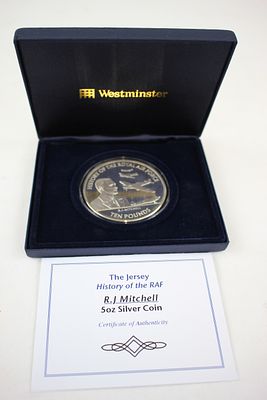 Westminster
HISTORY OF THE ROYAL AIR FORCE
R.J. MITCHELL
TEN POUNDS
The Jersey
History of the RAF
R.J Mitchell
5oz Silver Coin
Certificate of Authenticity